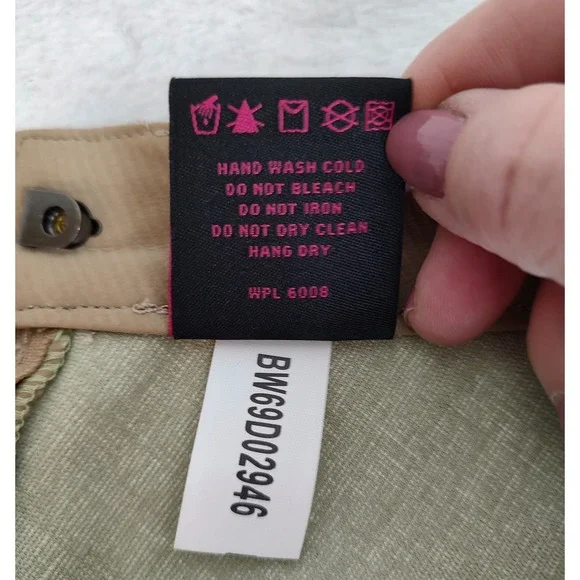 HAND WASH COLD
DO NOT BLEACH
DO NOT IRON
DO NOT DRY CLEAN
HANG DRY
WPL 6008
BW69D02946